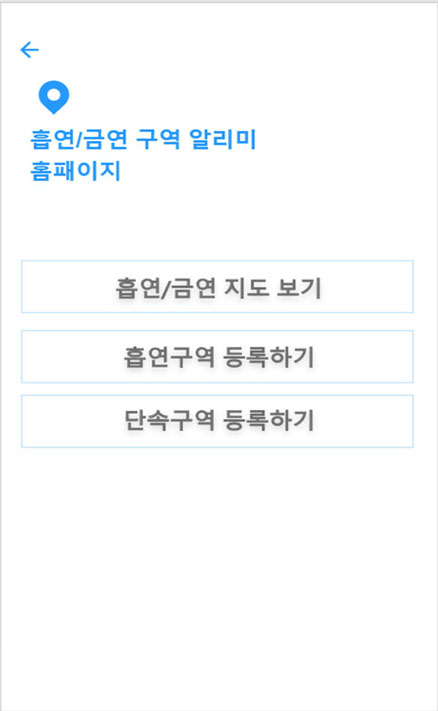 흡연/금연 구역 알리미
홈패이지
흡연/금연 지도 보기
흡연구역 등록하기
단속구역 등록하기